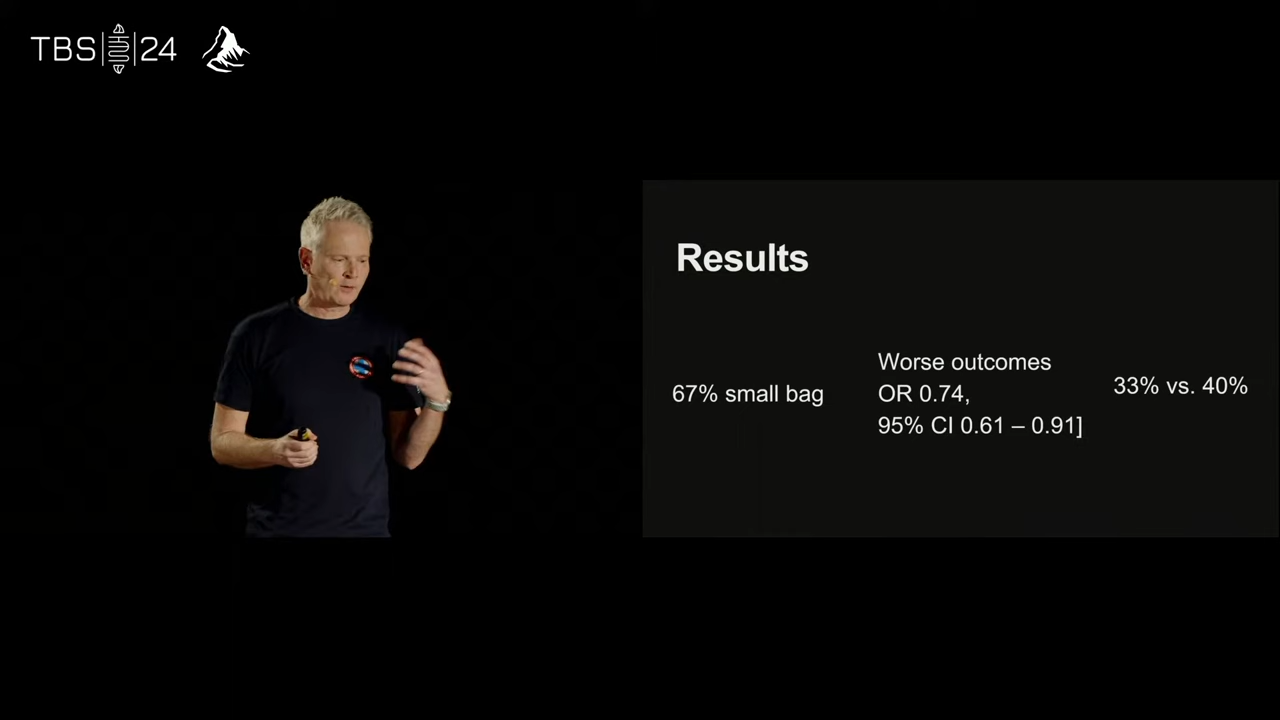 TBS 24
Results
67% small bag
Worse outcomes
OR 0.74,
95% CI 0.61 – 0.91]
33% vs. 40%